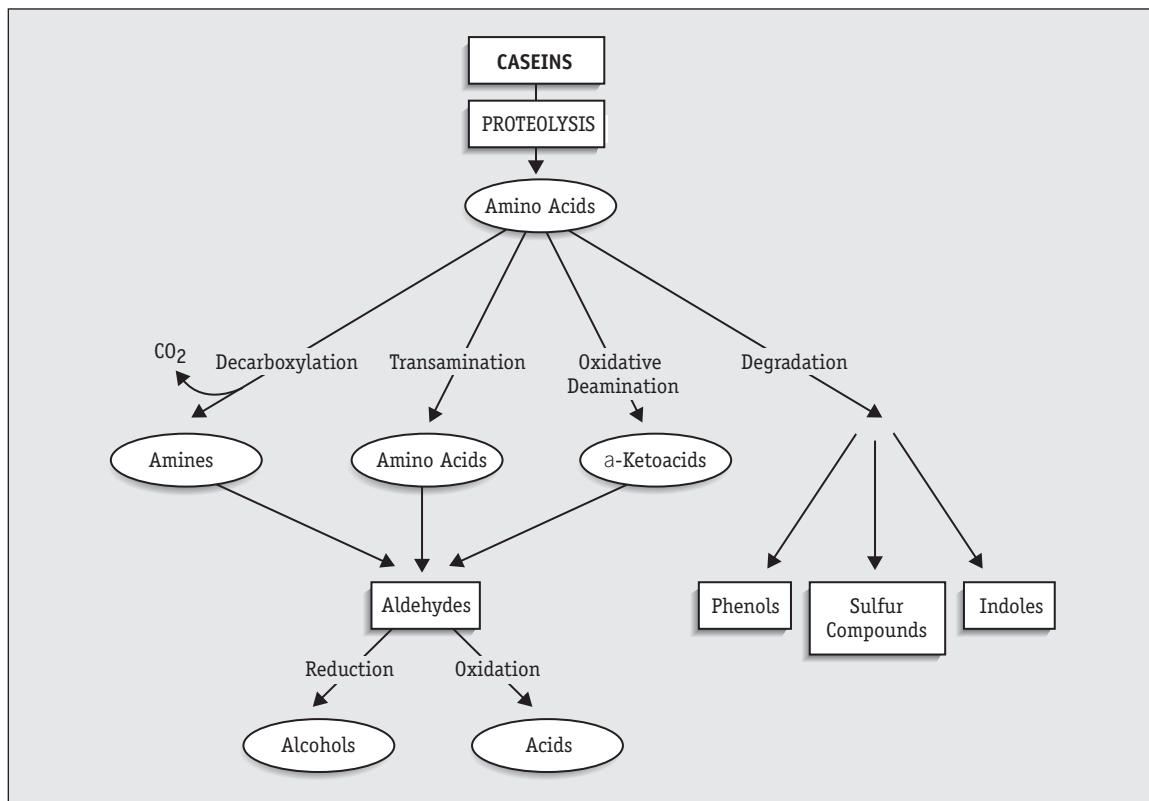 CASEINS
PROTEOLYSIS
Amino Acids
CO2
Decarboxylation
Transamination
Oxidative
Deamination
Degradation
Amines
Amino Acids
a-Ketoacids
Aldehydes
Phenols
Sulfur
Compounds
Indoles
Reduction
Oxidation
Alcohols
Acids